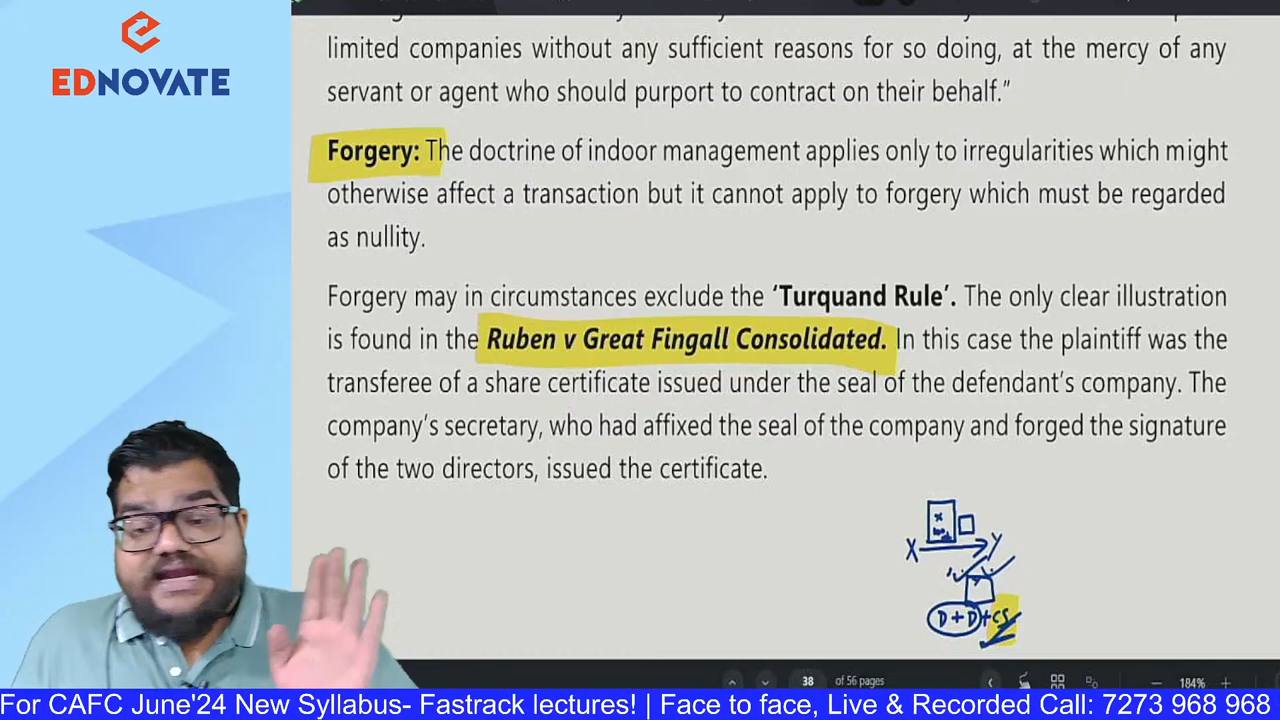 EDNOVATE
limited companies without any sufficient reasons for so doing, at the mercy of any
servant or agent who should purport to contract on their behalf.”
Forgery: The doctrine of indoor management applies only to irregularities which might
otherwise affect a transaction but it cannot apply to forgery which must be regarded
as nullity.
Forgery may in circumstances exclude the ‘Turquand Rule’. The only clear illustration
is found in the Ruben v Great Fingall Consolidated. In this case the plaintiff was the
transferee of a share certificate issued under the seal of the defendant’s company. The
company’s secretary, who had affixed the seal of the company and forged the signature
of the two directors, issued the certificate.
X
X Y
D+D+CS
38 of 56 pages
184%
For CAFC June'24 New Syllabus- Fastrack lectures! | Face to face, Live & Recorded Call: 7273 968 968